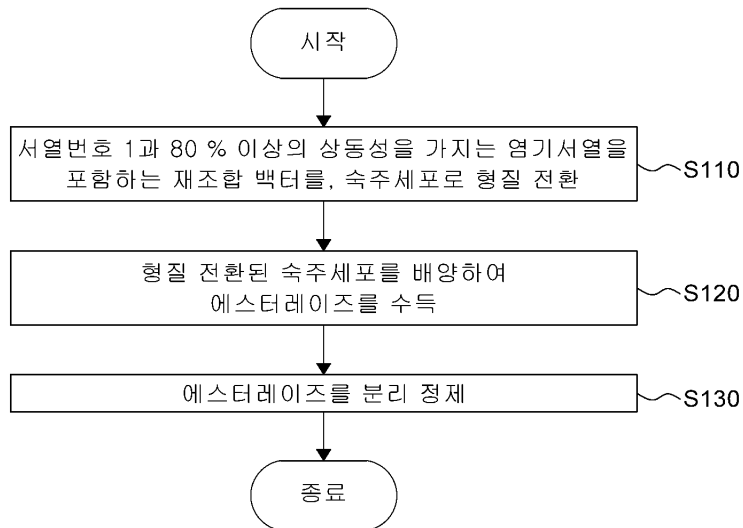 시작
서열번호 1과 80 % 이상의 상동성을 가지는 염기서열을
포함하는 재조합 백터를, 숙주세포로 형질 전환
S110
형질 전환된 숙주세포를 배양하여
에스터레이즈를 수득
S120
에스터레이즈를 분리 정제
S130
종료